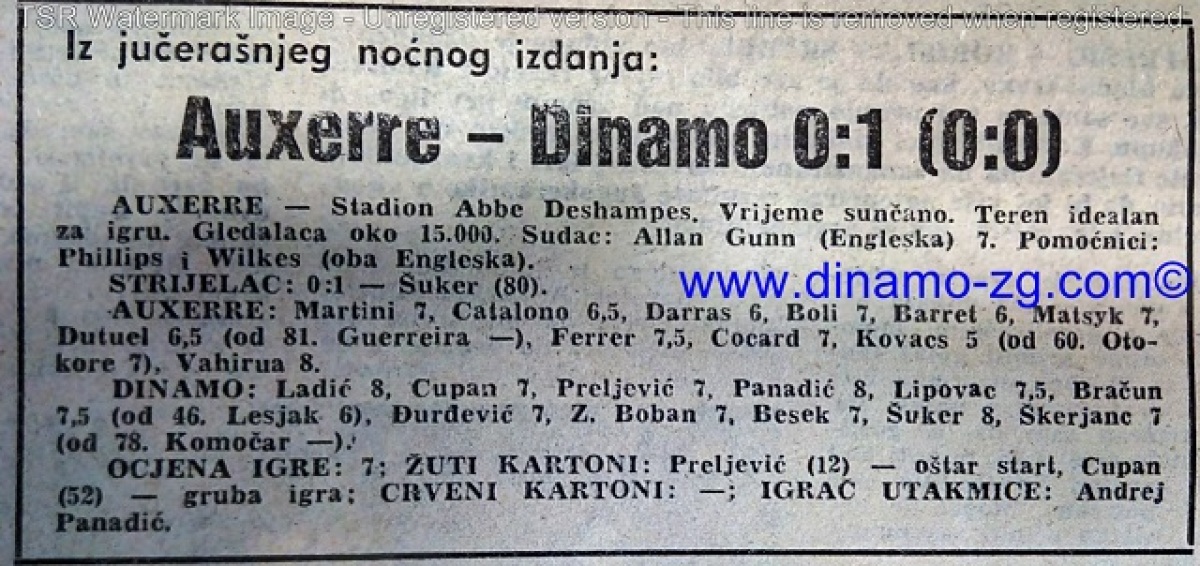 TSR Watermark Image - Unregistered version - This line is removed when registered.
Iz jučerašnjeg noćnog izdanja:
Auxerre — Dinamo 0:1 (0:0)
AUXERRE — Stadion Abbe Deshampes. Vrijeme sunčano. Teren idealan
za igru. Gledalaca oko 15.000. Sudac: Allan Gunn (Engleska) 7. Pomoćnici:
Phillips i Wilkes (oba Engleska).
www.dinamo-zg.com©
STRIJELAC: 0:1 — Šuker (80).
AUXERRE: Martini 7, Catalono 6,5, Darras 6, Boli 7, Barret 6, Matsyk 7,
Dutuel 6,5 (od 81. Guerreira —), Ferrer 7,5, Cocard 7, Kovacs 5 (od 60. Oto-
kore 7), Vahirua 8.
DINAMO: Ladić 8, Cupan 7, Preljević 7, Panadić 8, Lipovac 7,5, Bračun
7,5 (od 46. Lesjak 6), Đurđević 7, Z. Boban 7, Besek 7, Šuker 8, Škerjanc 7
(od 78. Komočar —).
OCJENA IGRE: 7; ŽUTI KARTONI: Preljević (12) — oštar start, Cupan
(52) — gruba igra; CRVENI KARTONI: —; IGRAČ UTAKMICE: Andrej
Panadić.